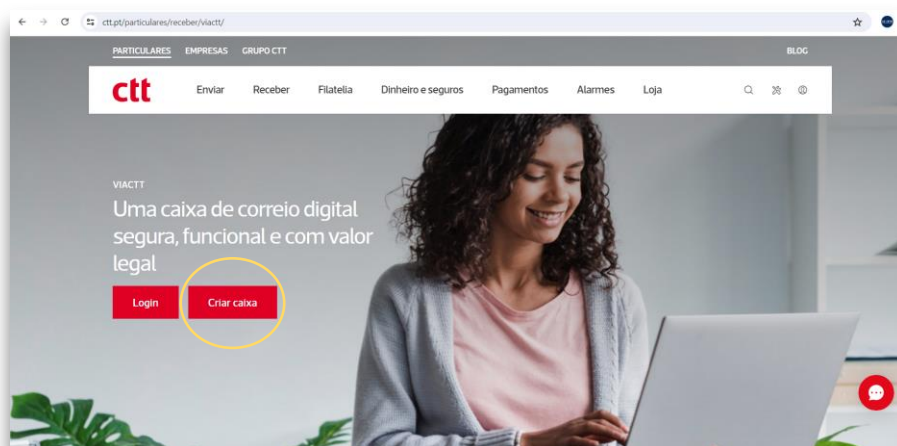 ctt.pt/particulares/receber/viactt/
PARTICULARES EMPRESAS GRUPO CTT BLOG
ctt Enviar Receber Filatelia Dinheiro e seguros Pagamentos Alarmes Loja
VIACTT
Uma caixa de correio digital
segura, funcional e com valor
legal
Login Criar caixa